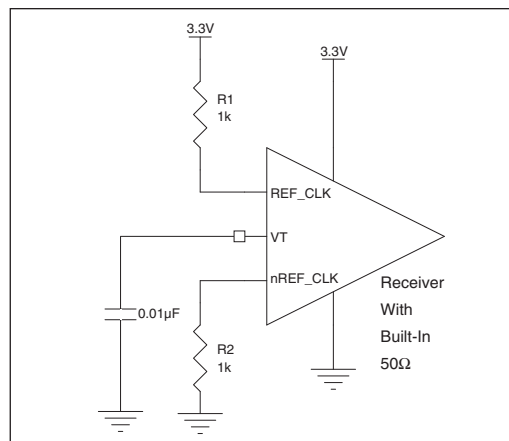 3.3V
3.3V
R1
1k
REF_CLK
VT
nREF_CLK
0.01µF
R2
1k
Receiver
With
Built-In
50Ω